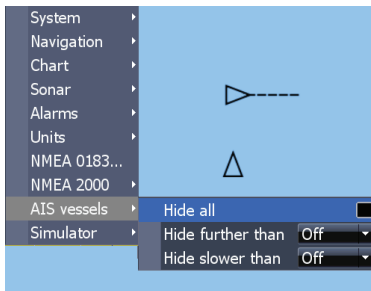 System
Navigation
Chart
Sonar
Alarms
Units
NMEA 0183...
NMEA 2000
AIS vessels
Simulator
Hide all
Hide further than Off
Hide slower than Off